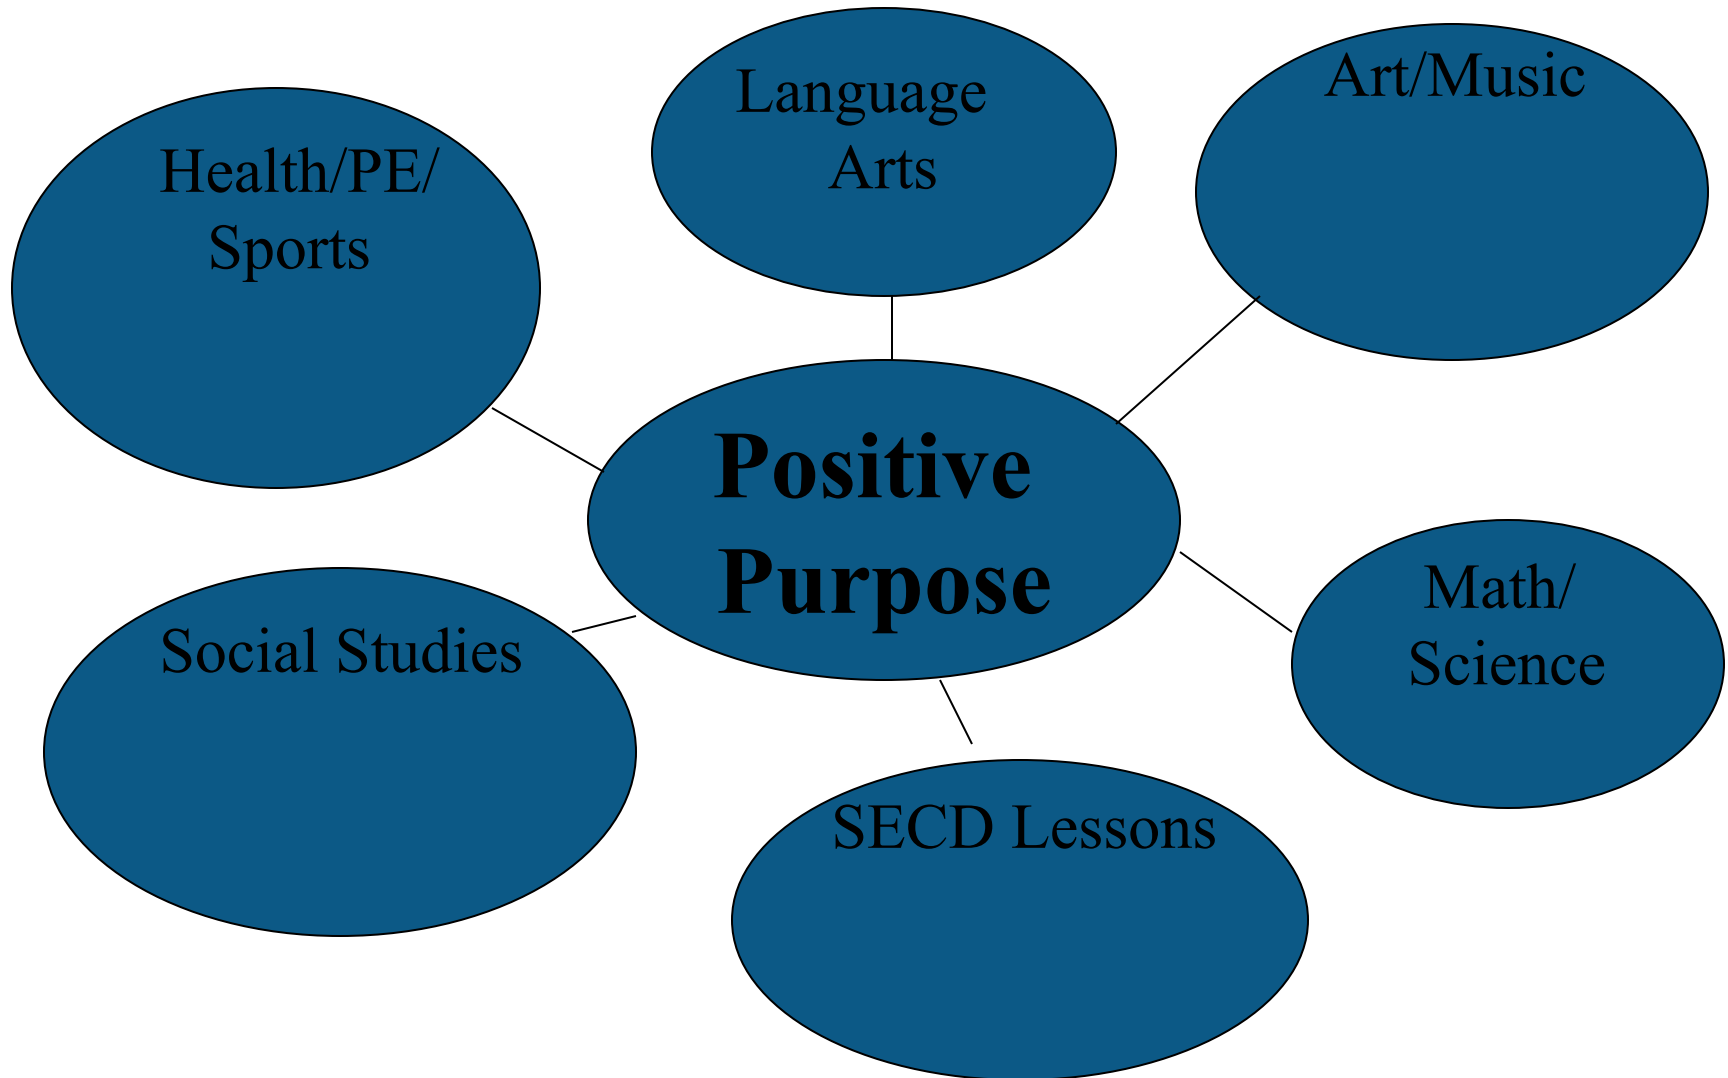 Language
Arts
Art/Music
Health/PE/
Sports
Positive
Purpose
Math/
Science
Social Studies
SECD Lessons